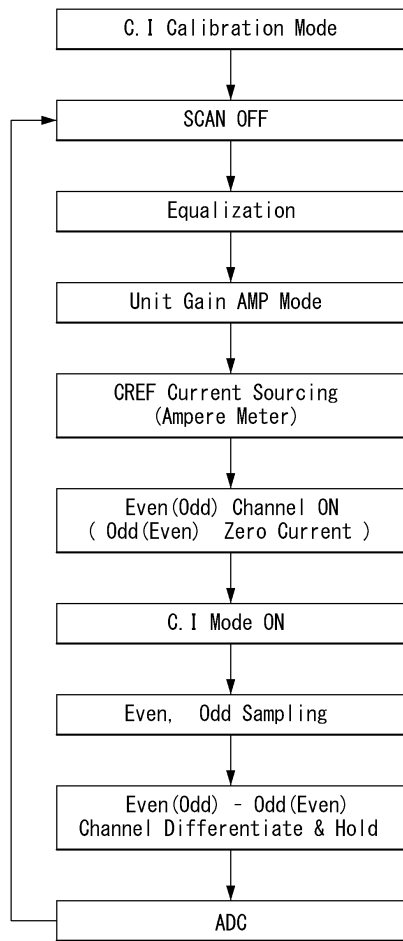 C.I Calibration Mode
SCAN OFF
Equalization
Unit Gain AMP Mode
CREF Current Sourcing
(Ampere Meter)
Even(Odd) Channel ON
( Odd(Even) Zero Current )
C.I Mode ON
Even, Odd Sampling
Even(Odd) - Odd(Even)
Channel Differentiate & Hold
ADC